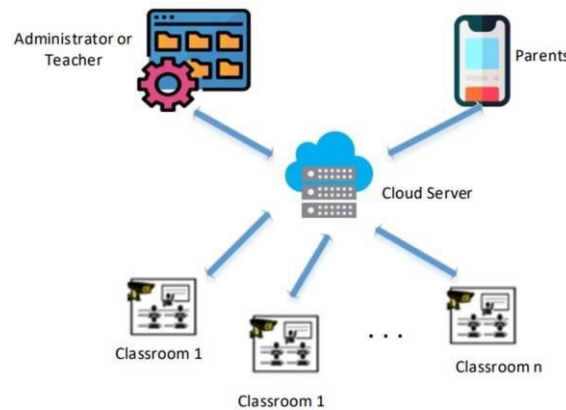 Administrator or
Teacher
Parents
Cloud Server
Classroom 1
. . .
Classroom n
Classroom 1